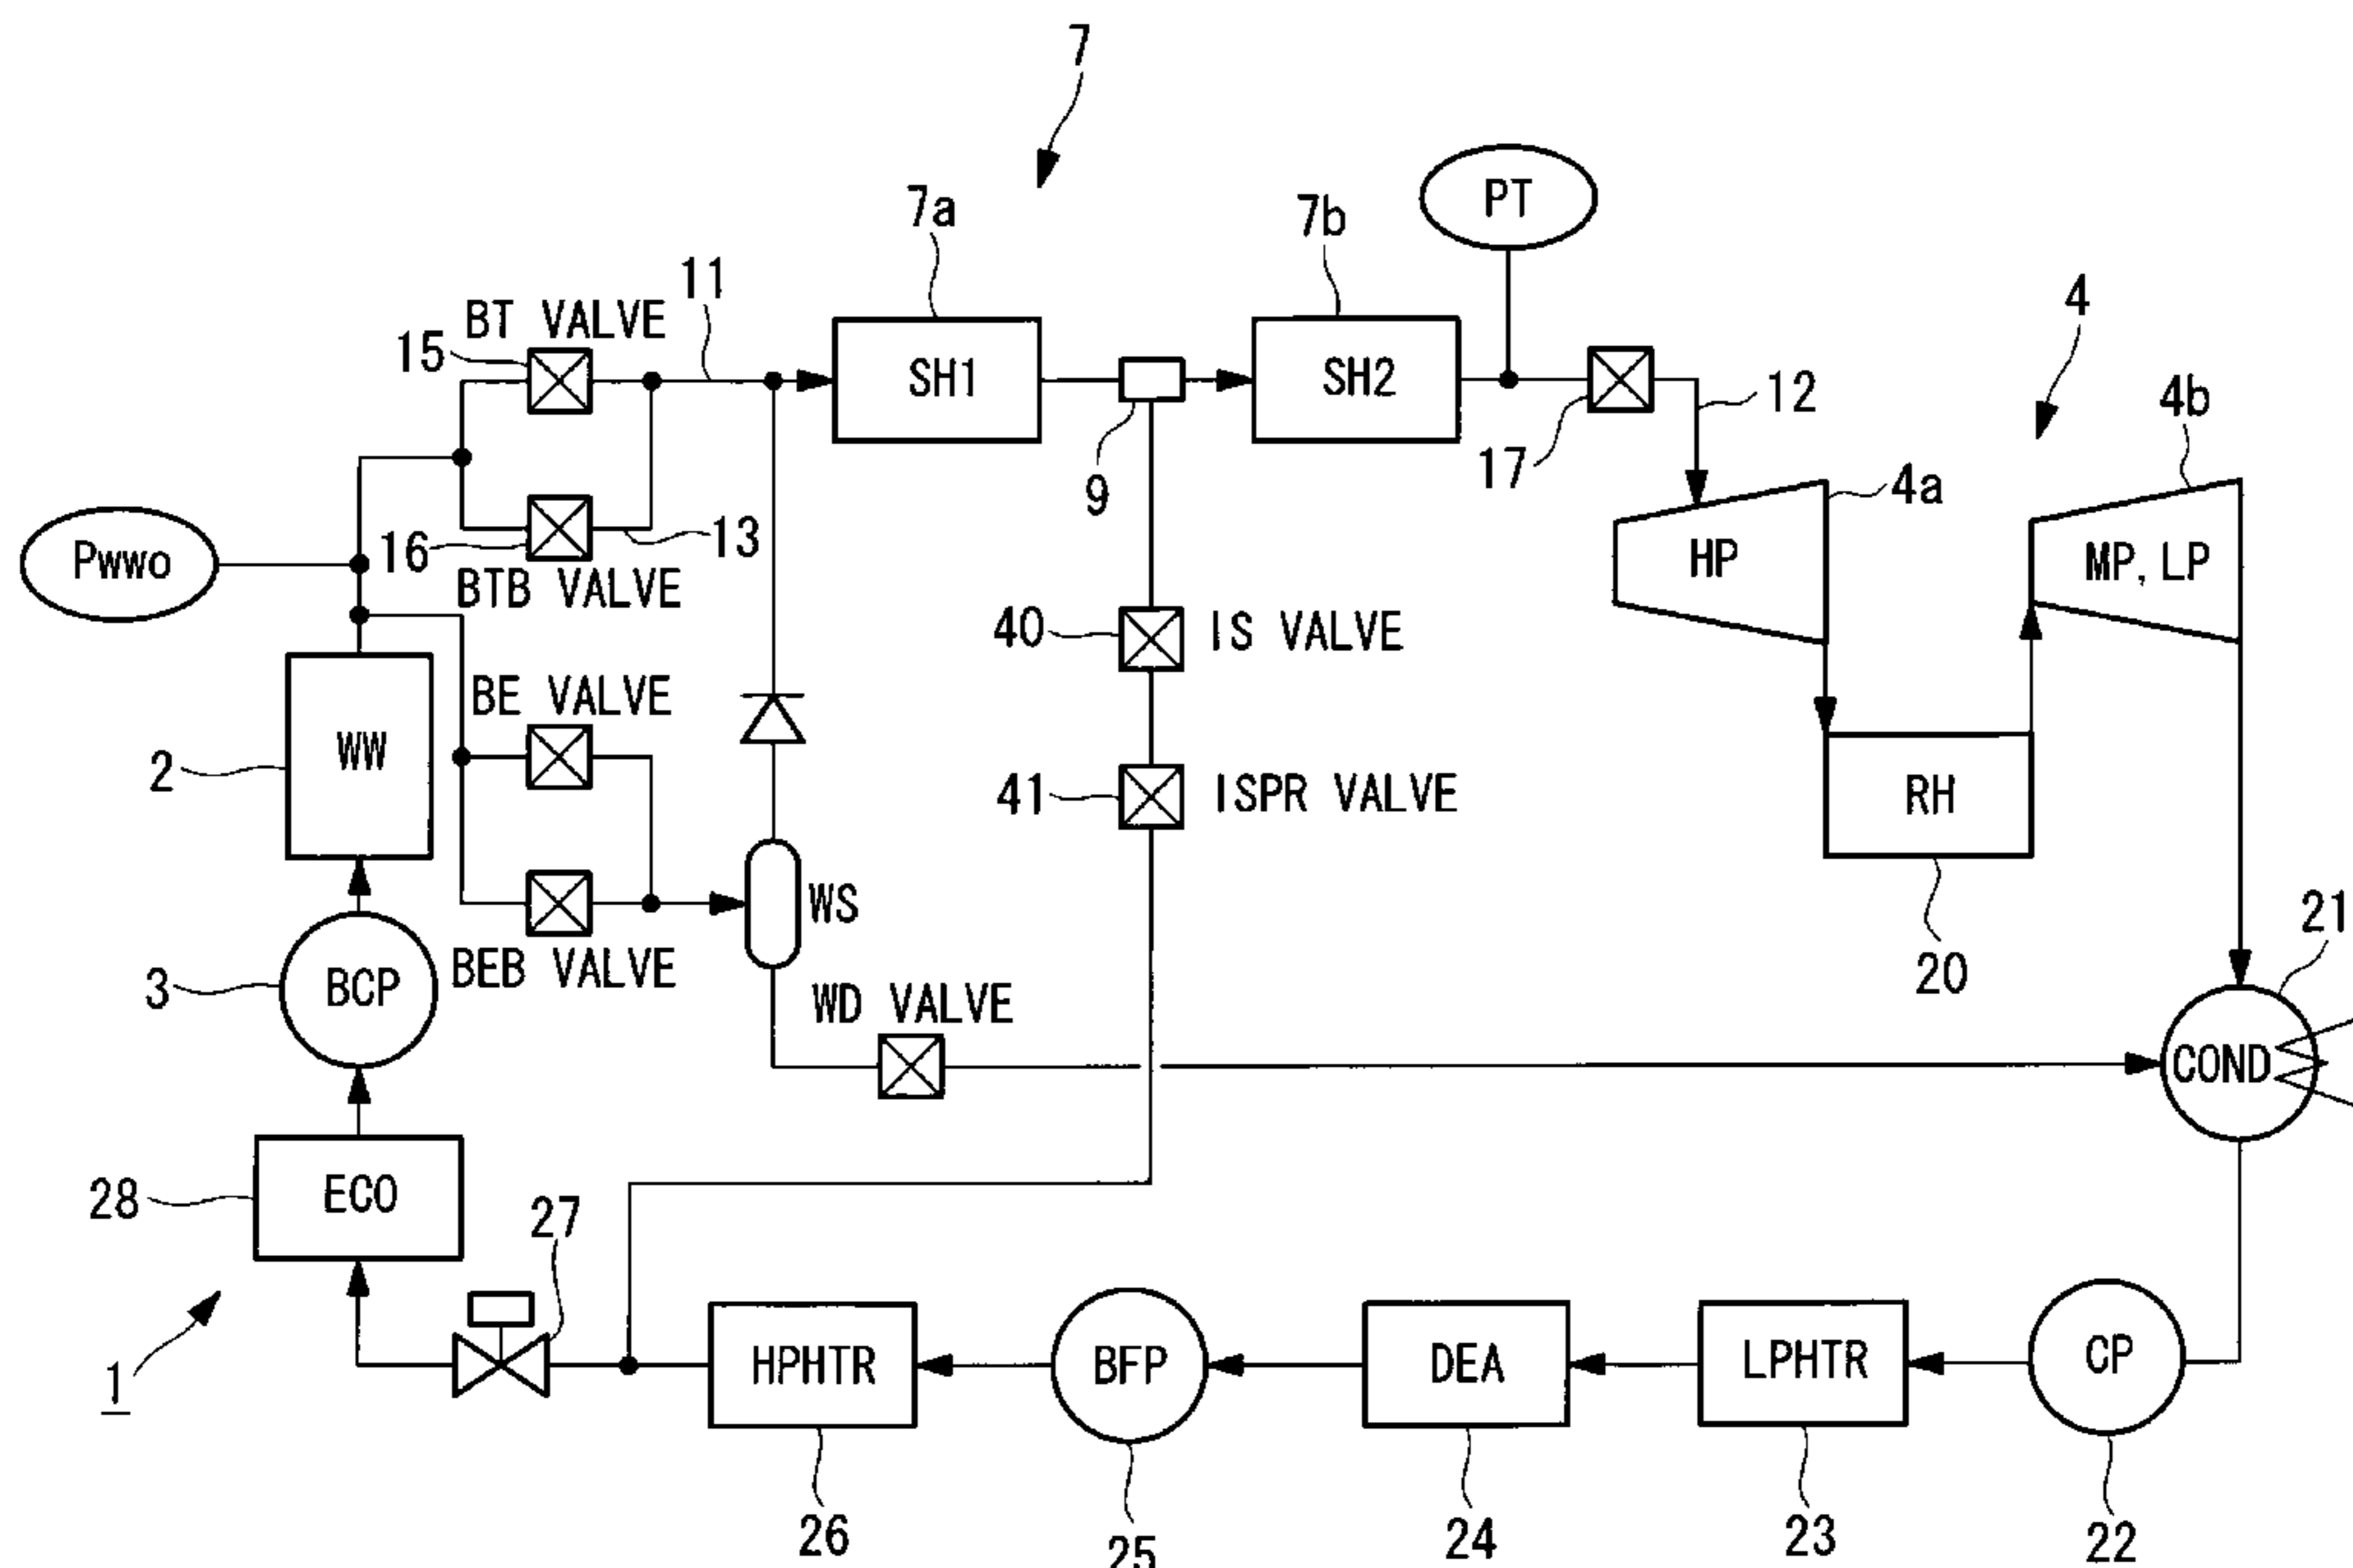 7
7a
7b
PT
4
11
BT VALVE
15
SH1
SH2
12
4b
9
17
4a
Pwwo
16
13
BTB VALVE
HP
MP, LP
40
IS VALVE
BE VALVE
2
WW
41
ISPR VALVE
RH
WS
21
3
BCP
BEB VALVE
20
WD VALVE
COND
28
ECO
27
1
HPHTR
BFP
DEA
LPHTR
CP
26
25
24
23
22